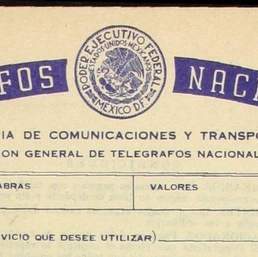 PODER EJECUTIVO FEDERAL
ESTADOS UNIDOS MEXICANOS
MEXICO DF
FOS NAC
IA DE COMUNICACIONES Y TRANSPO
ON GENERAL DE TELEGRAFOS NACIONAL
ABRAS VALORES
VICIO QUE DESEE UTILIZAR)